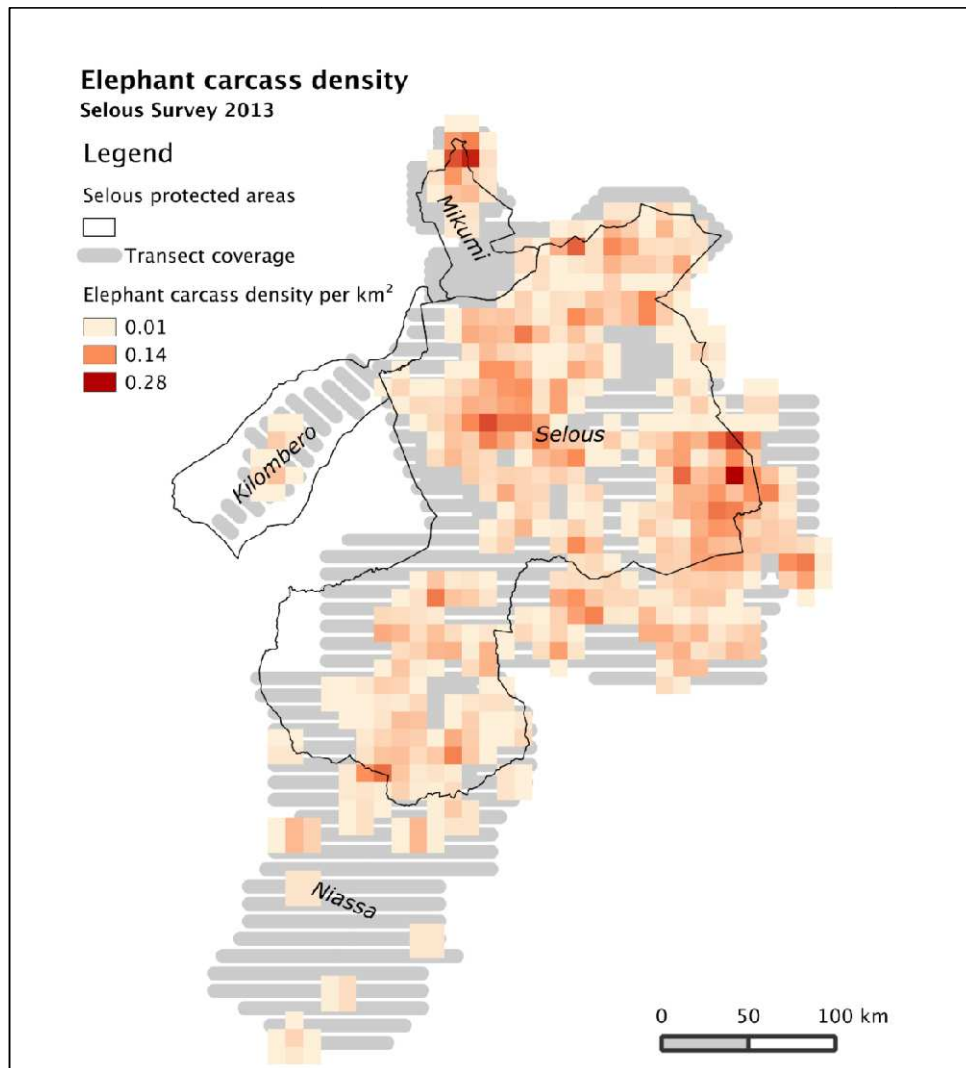 Elephant carcass density
Selous Survey 2013
Legend
Selous protected areas
Transect coverage
Elephant carcass density per km²
0.01
0.14
0.28
Mikumi
Kilombero
Selous
Niassa
0 50 100 km